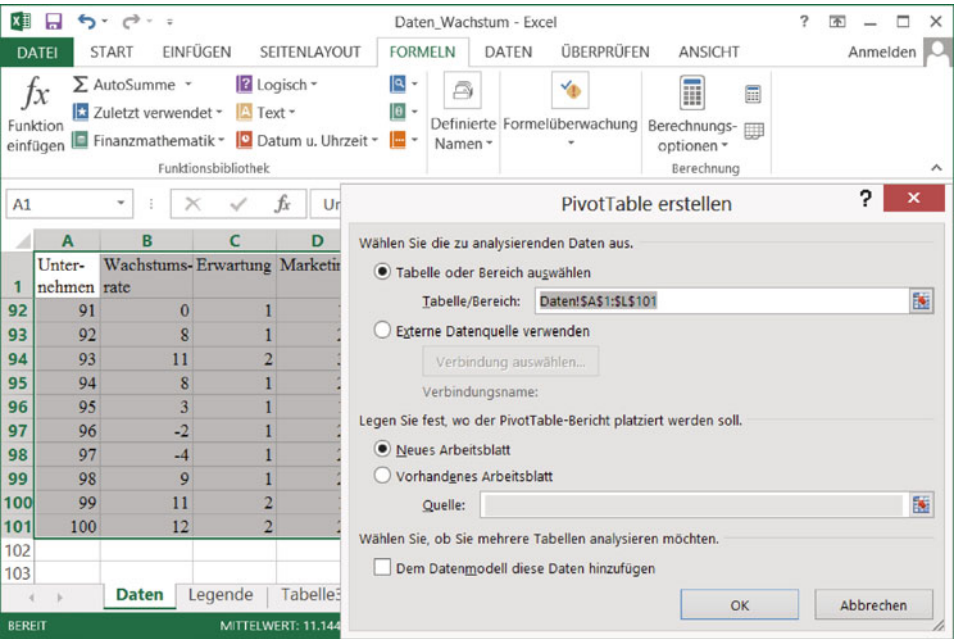 Daten_Wachstum - Excel
DATEI START EINFÜGEN SEITENLAYOUT FORMELN DATEN ÜBERPRÜFEN ANSICHT Anmelden
fx Funktion einfügen
Σ AutoSumme
Zuletzt verwendet
Finanzmathematik
Logisch
Text
Datum u. Uhrzeit
Funktionsbibliothek
Definierte Namen
Formelüberwachung
Berechnungs-optionen
Berechnung
A1 fx Ur
A B C D
1 Unter-nehmen Wachstums-rate Erwartung
92 91 0 1
93 92 8 1
94 93 11 2
95 94 8 1
96 95 3 1
97 96 -2 1
98 97 -4 1
99 98 9 1
100 99 11 2
101 100 12 2
102
103
Daten Legende Tabelle3
BEREIT MITTELWERT: 11.144
PivotTable erstellen ?
Wählen Sie die zu analysierenden Daten aus.
Tabelle oder Bereich auswählen
Tabelle/Bereich: Daten!$A$1:$L$101
Externe Datenquelle verwenden
Verbindung auswählen...
Verbindungsname:
Legen Sie fest, wo der PivotTable-Bericht platziert werden soll.
Neues Arbeitsblatt
Vorhandenes Arbeitsblatt
Quelle:
Wählen Sie, ob Sie mehrere Tabellen analysieren möchten.
Dem Datenmodell diese Daten hinzufügen
OK Abbrechen